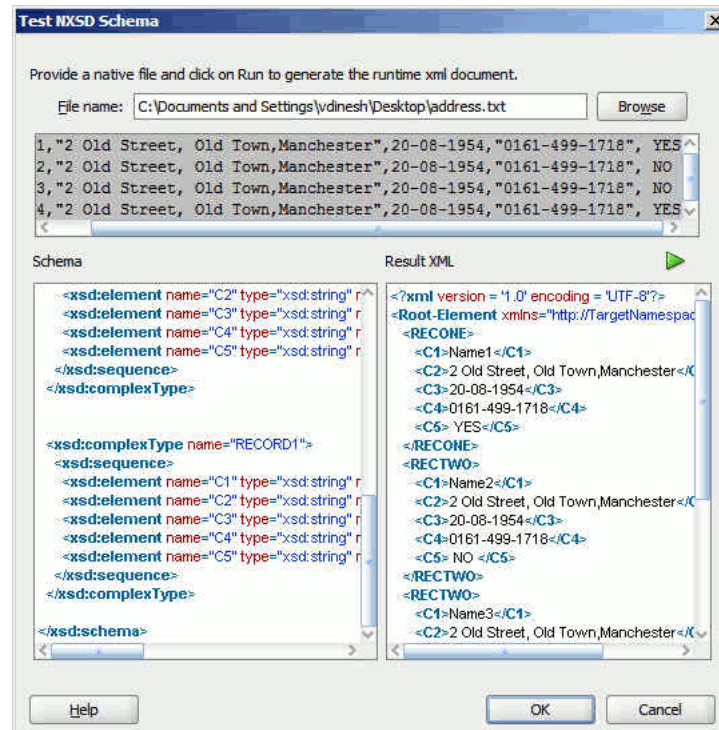 Test NXSD Schema
Provide a native file and click on Run to generate the runtime xml document.
File name: C:\Documents and Settings\vdinesh\Desktop\address.txt Browse
1,"2 Old Street, Old Town,Manchester",20-08-1954,"0161-499-1718", YES
2,"2 Old Street, Old Town,Manchester",20-08-1954,"0161-499-1718", NO
3,"2 Old Street, Old Town,Manchester",20-08-1954,"0161-499-1718", NO
4,"2 Old Street, Old Town,Manchester",20-08-1954,"0161-499-1718", YES
Schema
<xsd:element name="C2" type="xsd:string" r
<xsd:element name="C3" type="xsd:string" r
<xsd:element name="C4" type="xsd:string" r
<xsd:element name="C5" type="xsd:string" r
</xsd:sequence>
</xsd:complexType>
<xsd:complexType name="RECORD1">
<xsd:sequence>
<xsd:element name="C1" type="xsd:string" r
<xsd:element name="C2" type="xsd:string" r
<xsd:element name="C3" type="xsd:string" r
<xsd:element name="C4" type="xsd:string" r
<xsd:element name="C5" type="xsd:string" r
</xsd:sequence>
</xsd:complexType>
</xsd:schema>
Result XML
<?xml version = '1.0' encoding = 'UTF-8'?>
<Root-Element xmlns="http://TargetNamespac
<RECONE>
<C1>Name1</C1>
<C2>2 Old Street, Old Town,Manchester</C
<C3>20-08-1954</C3>
<C4>0161-499-1718</C4>
<C5> YES</C5>
</RECONE>
<RECTWO>
<C1>Name2</C1>
<C2>2 Old Street, Old Town,Manchester</C
<C3>20-08-1954</C3>
<C4>0161-499-1718</C4>
<C5> NO </C5>
</RECTWO>
<RECTWO>
<C1>Name3</C1>
<C2>2 Old Street, Old Town,Manchester</C
Help OK Cancel